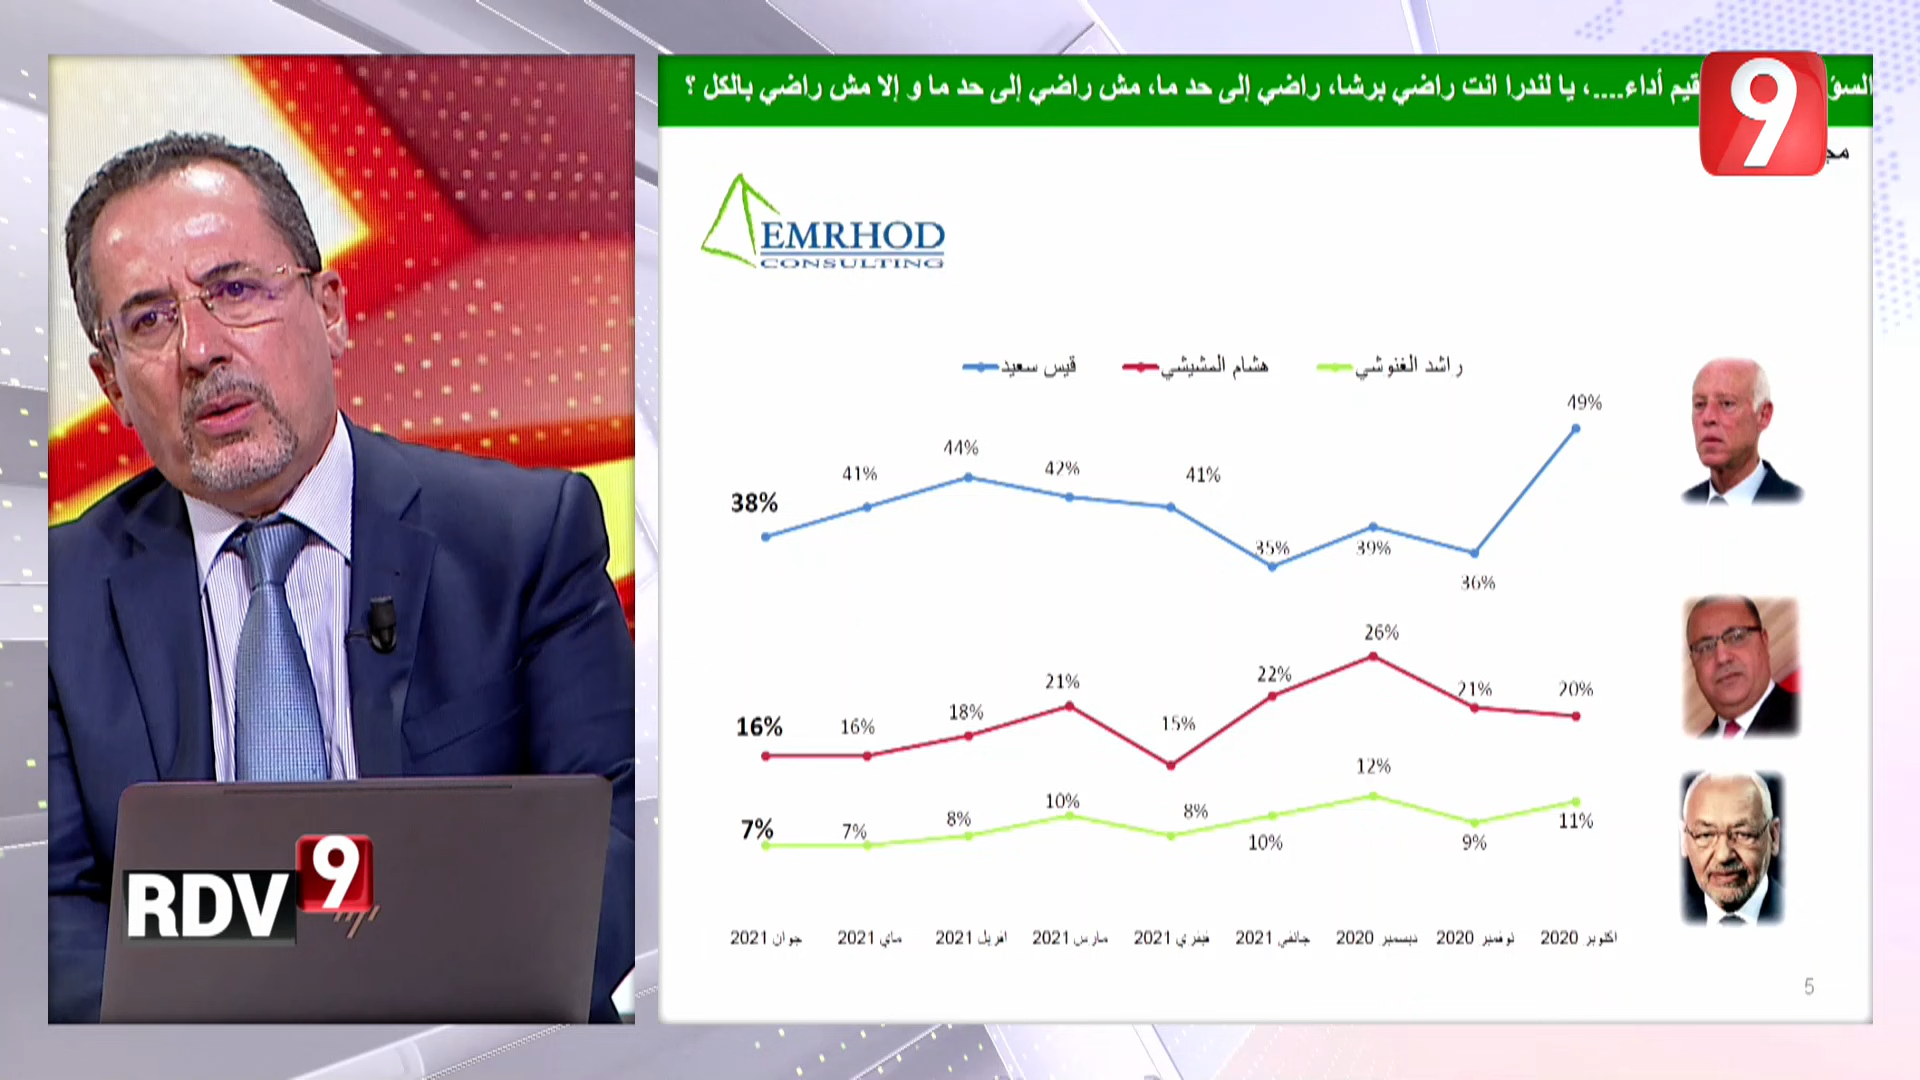 قيم أداء....، يا لندرا انت راضي برشا، راضي إلى حد ما، مش راضي إلى حد ما و إلا مش راضي بالكل ؟
9
EMRHOD
CONSULTING
قيس سعيد
هشام المشيشي
راشد الغنوشي
38%
41%
44%
42%
41%
35%
39%
36%
49%
16%
16%
18%
21%
15%
22%
26%
21%
20%
7%
7%
8%
10%
8%
10%
12%
9%
11%
جوان 2021
ماي 2021
افريل 2021
مارس 2021
فيفري 2021
جانفي 2021
ديسمبر 2020
نوفمبر 2020
اكتوبر 2020
5
RDV 9